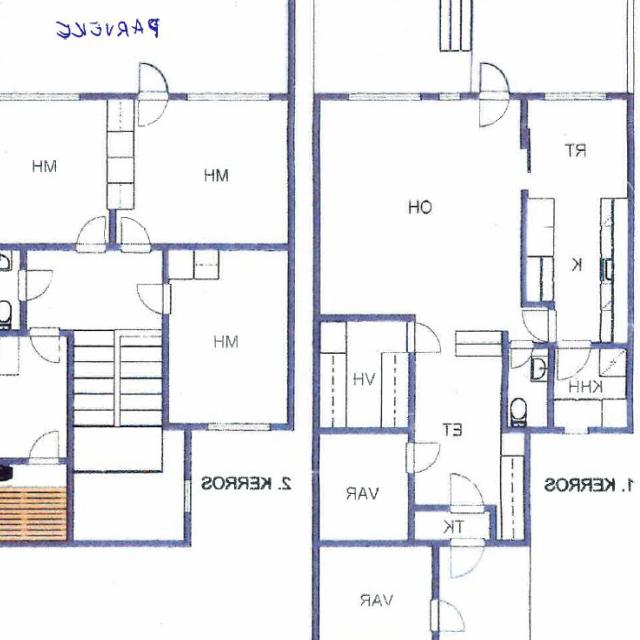 PARVEKE
MH
MH
MH
2. KERROS
OH
RT
K
VH
KHH
ET
VAR
TK
1. KERROS
VAR